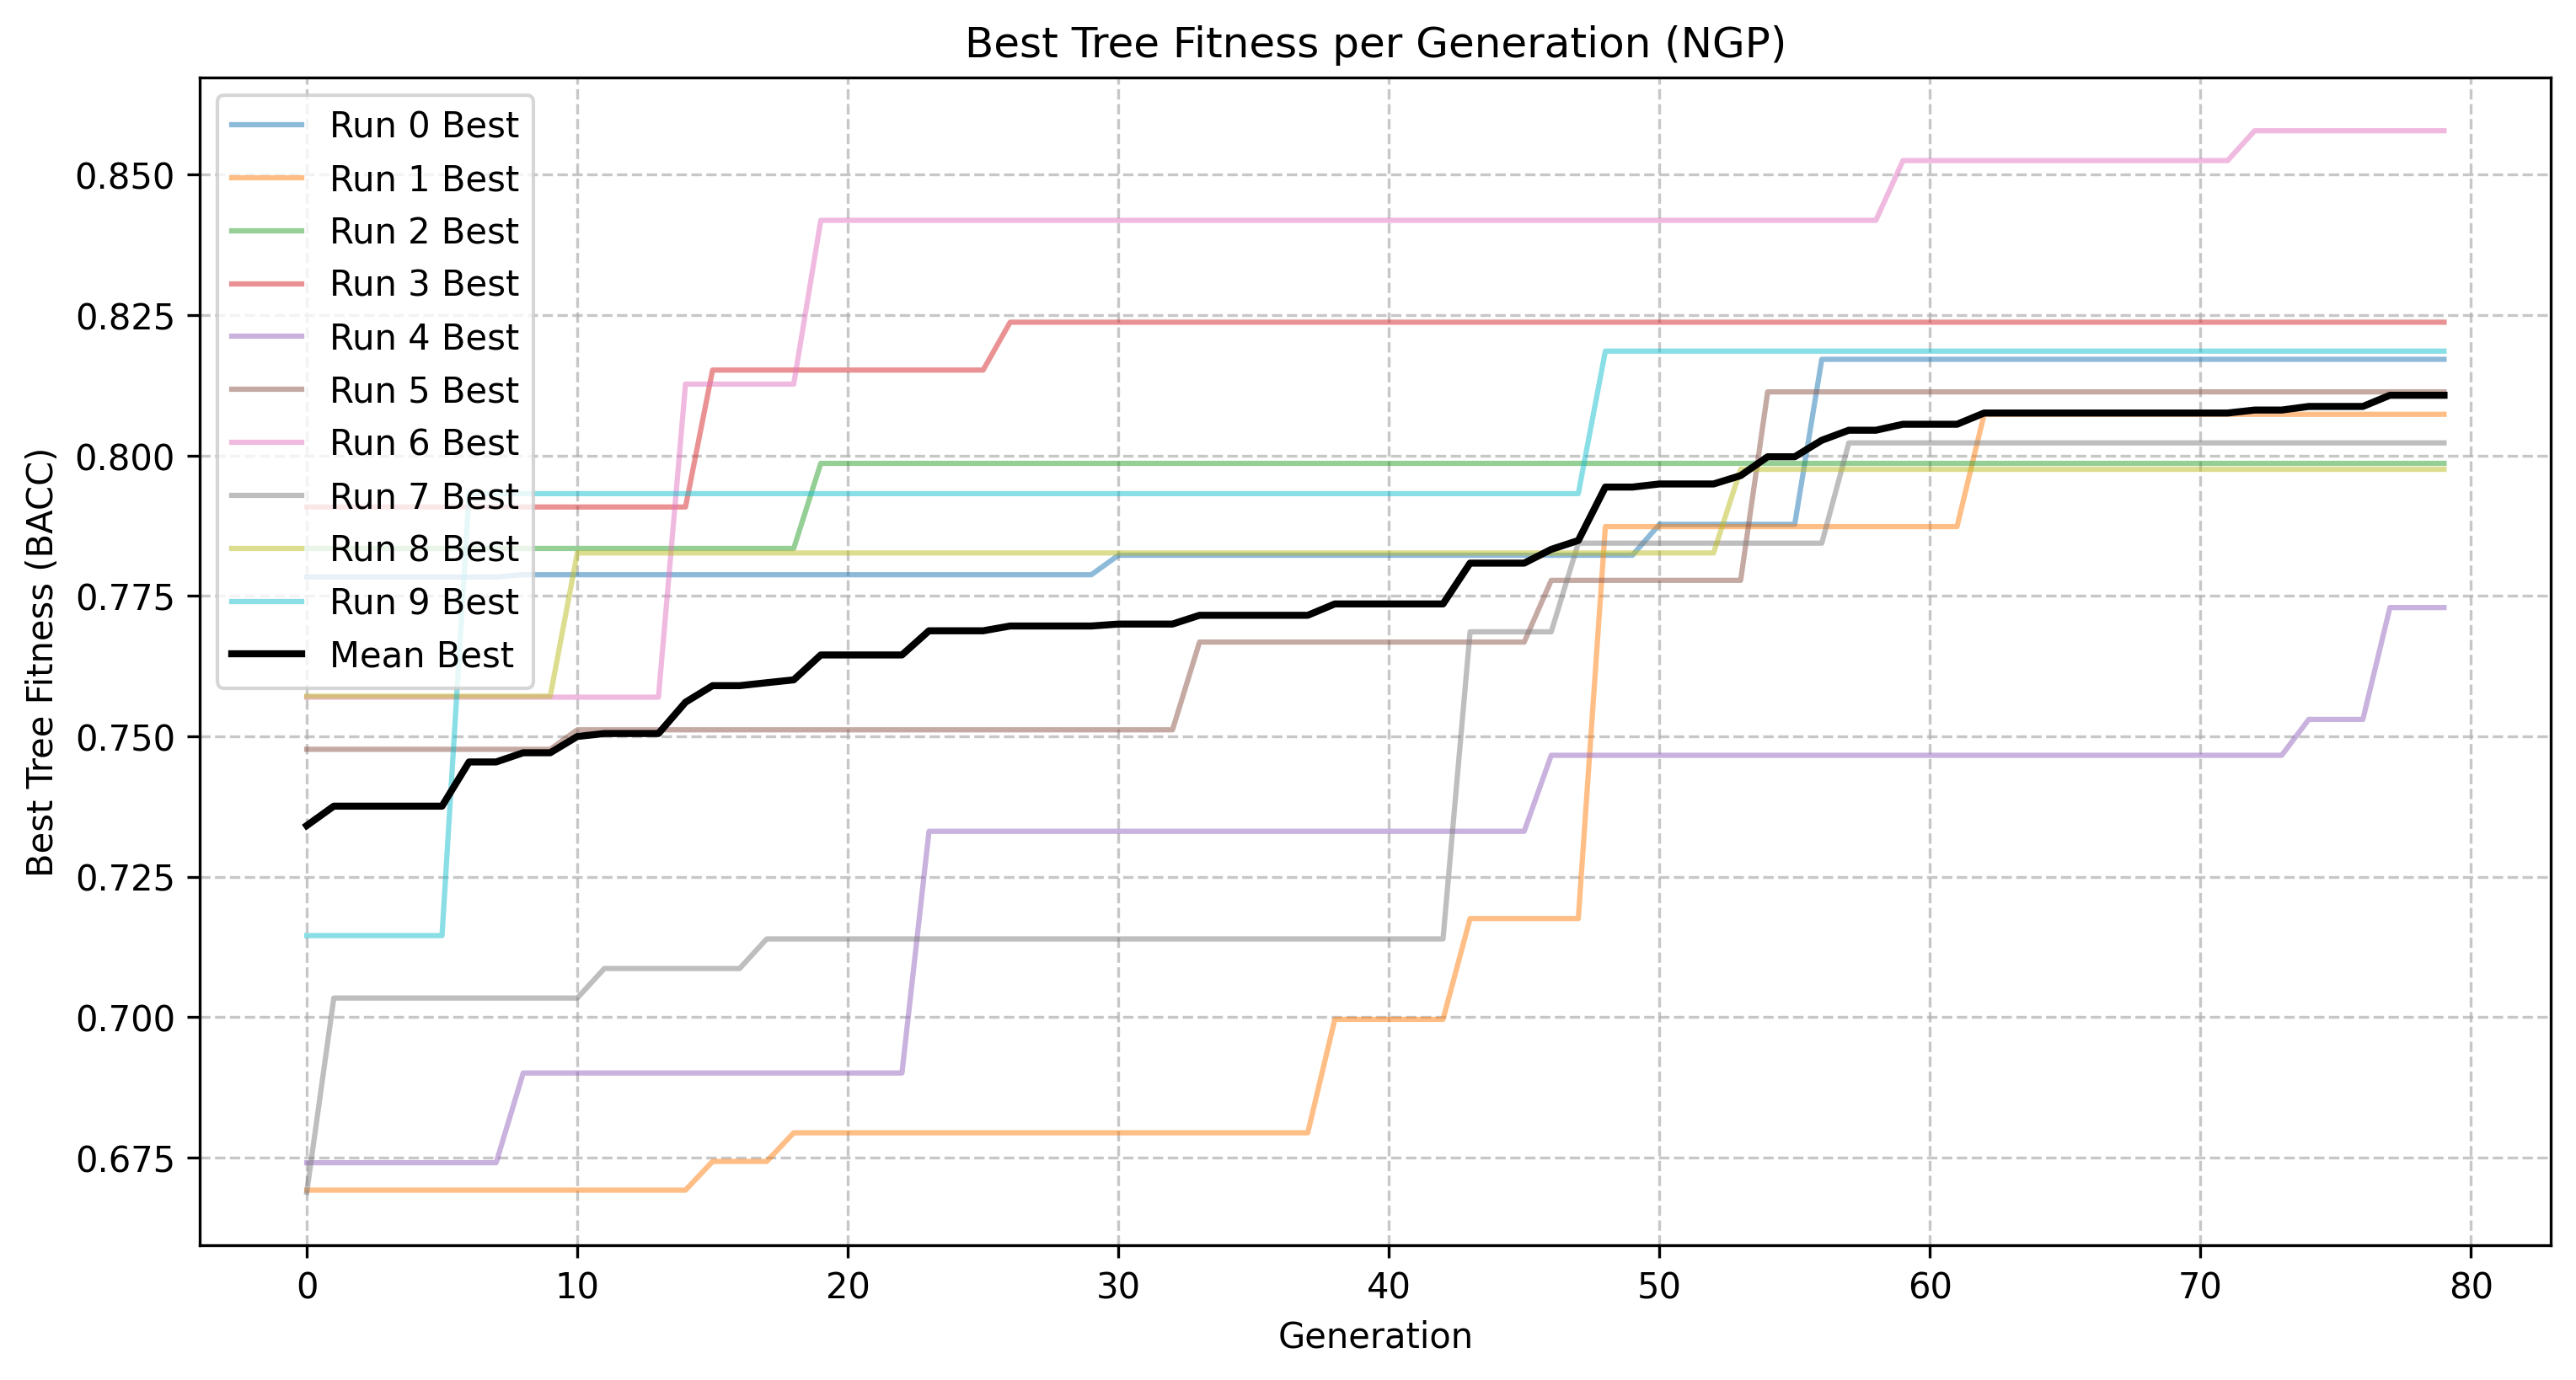 Best Tree Fitness per Generation (NGP)
Best Tree Fitness (BACC)
0.850
0.825
0.800
0.775
0.750
0.725
0.700
0.675
Run 0 Best
Run 1 Best
Run 2 Best
Run 3 Best
Run 4 Best
Run 5 Best
Run 6 Best
Run 7 Best
Run 8 Best
Run 9 Best
Mean Best
0 10 20 30 40 50 60 70 80
Generation